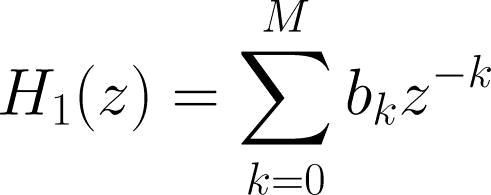 $H_1(z) = \sum_{k=0}^{M} b_k z^{-k}$